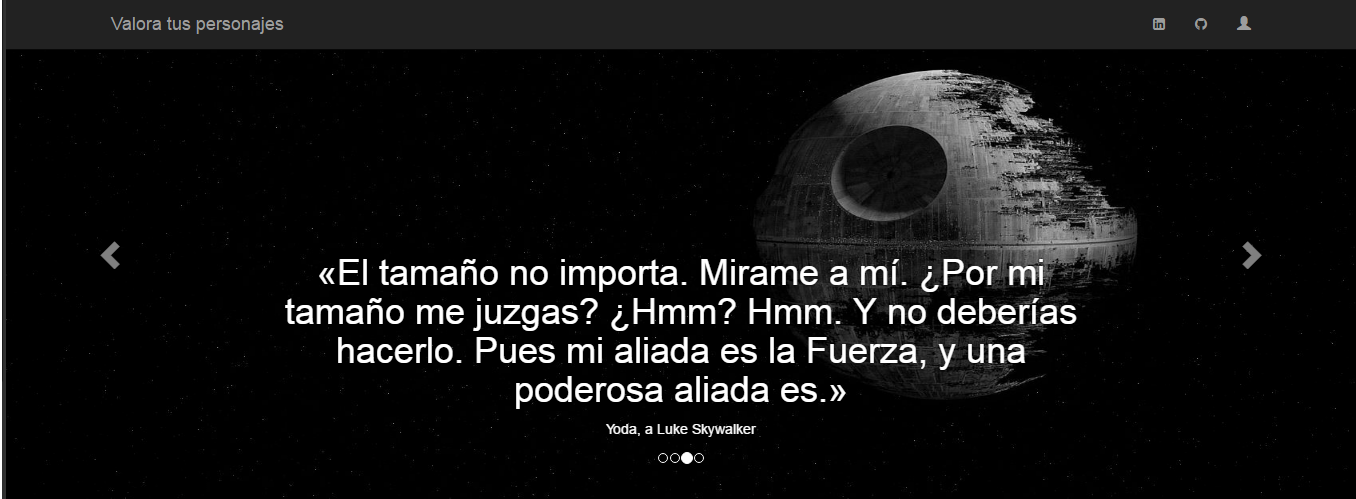 Valora tus personajes
«El tamaño no importa. Mirame a mí. ¿Por mi
tamaño me juzgas? ¿Hmm? Hmm. Y no deberías
hacerlo. Pues mi aliada es la Fuerza, y una
poderosa aliada es.»
Yoda, a Luke Skywalker